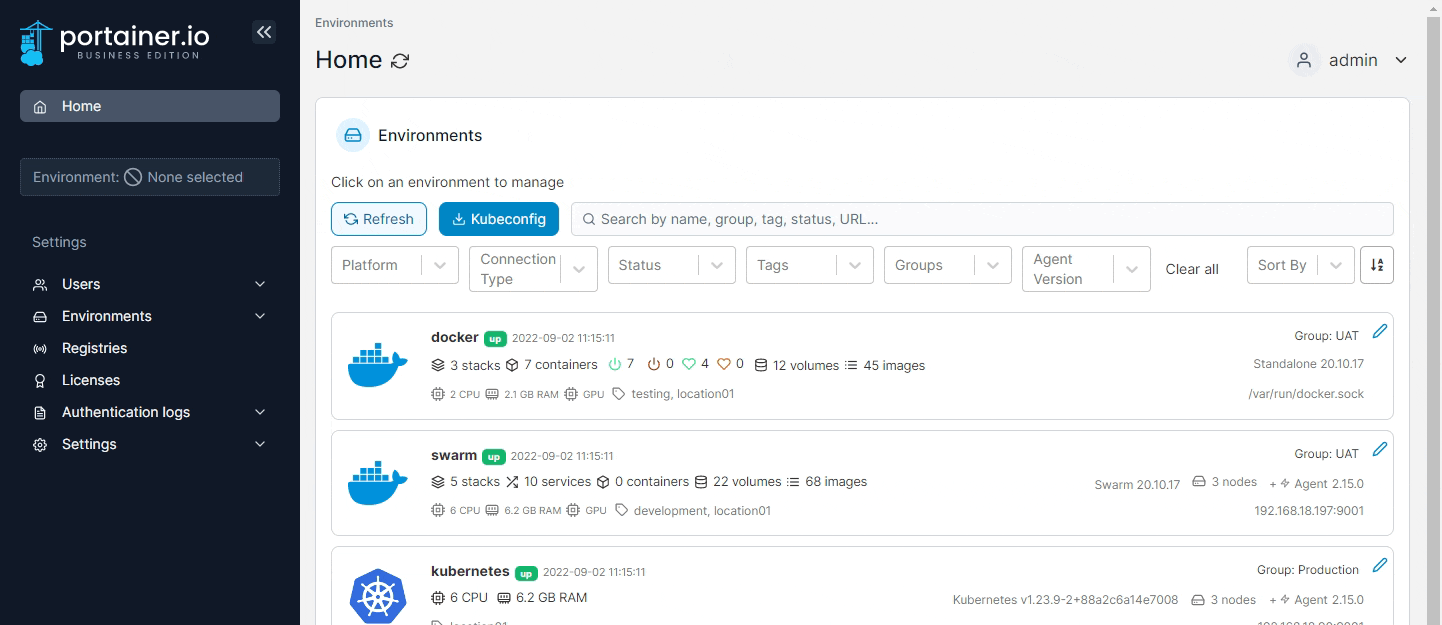 portainer.io
BUSINESS EDITION
Home
Environment: None selected
Settings
Users
Environments
Registries
Licenses
Authentication logs
Settings
Environments
Home
admin
Environments
Click on an environment to manage
Refresh
Kubeconfig
Search by name, group, tag, status, URL...
Platform
Connection Type
Status
Tags
Groups
Agent Version
Clear all
Sort By
docker up 2022-09-02 11:15:11
Group: UAT
3 stacks 7 containers 7 0 4 0 12 volumes 45 images
Standalone 20.10.17
2 CPU 2.1 GB RAM GPU testing, location01
/var/run/docker.sock
swarm up 2022-09-02 11:15:11
Group: UAT
5 stacks 10 services 0 containers 22 volumes 68 images
Swarm 20.10.17 3 nodes + Agent 2.15.0
6 CPU 6.2 GB RAM GPU development, location01
192.168.18.197:9001
kubernetes up 2022-09-02 11:15:11
Group: Production
6 CPU 6.2 GB RAM
Kubernetes v1.23.9-2+88a2c6a14e7008 3 nodes + Agent 2.15.0
location01